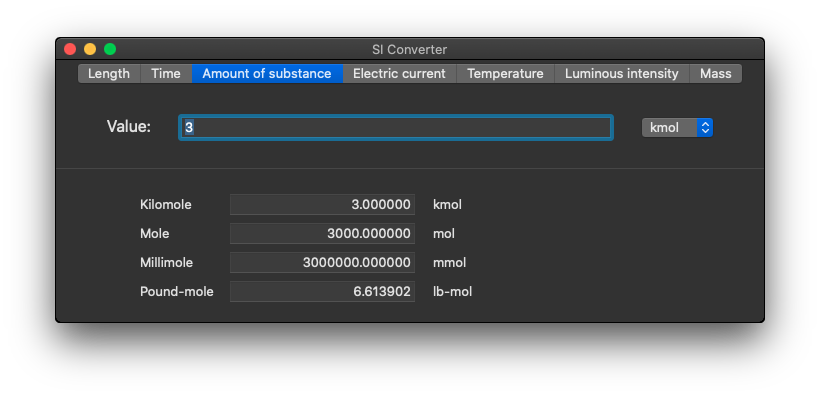 SI Converter
Length Time Amount of substance Electric current Temperature Luminous intensity Mass
Value: 3 kmol
Kilomole 3.000000 kmol
Mole 3000.000000 mol
Millimole 3000000.000000 mmol
Pound-mole 6.613902 lb-mol